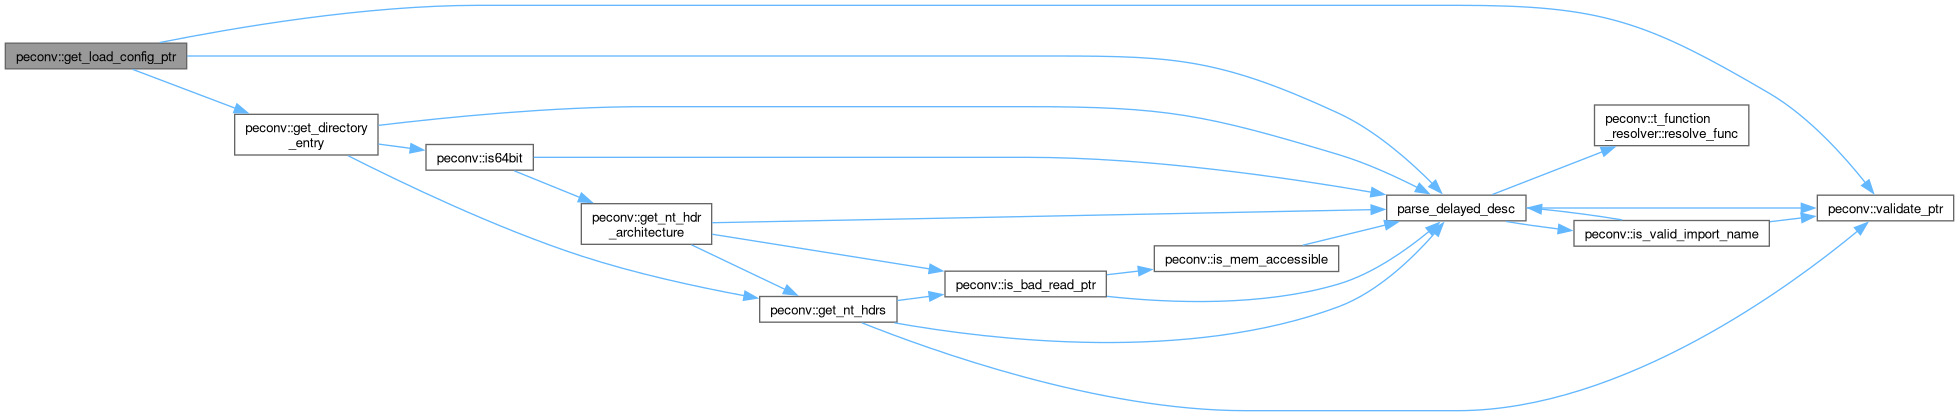 peconv::get_load_config_ptr
peconv::get_directory
_entry
peconv::is64bit
peconv::get_nt_hdr
_architecture
peconv::get_nt_hdrs
peconv::is_bad_read_ptr
peconv::is_mem_accessible
parse_delayed_desc
peconv::t_function
_resolver::resolve_func
peconv::is_valid_import_name
peconv::validate_ptr